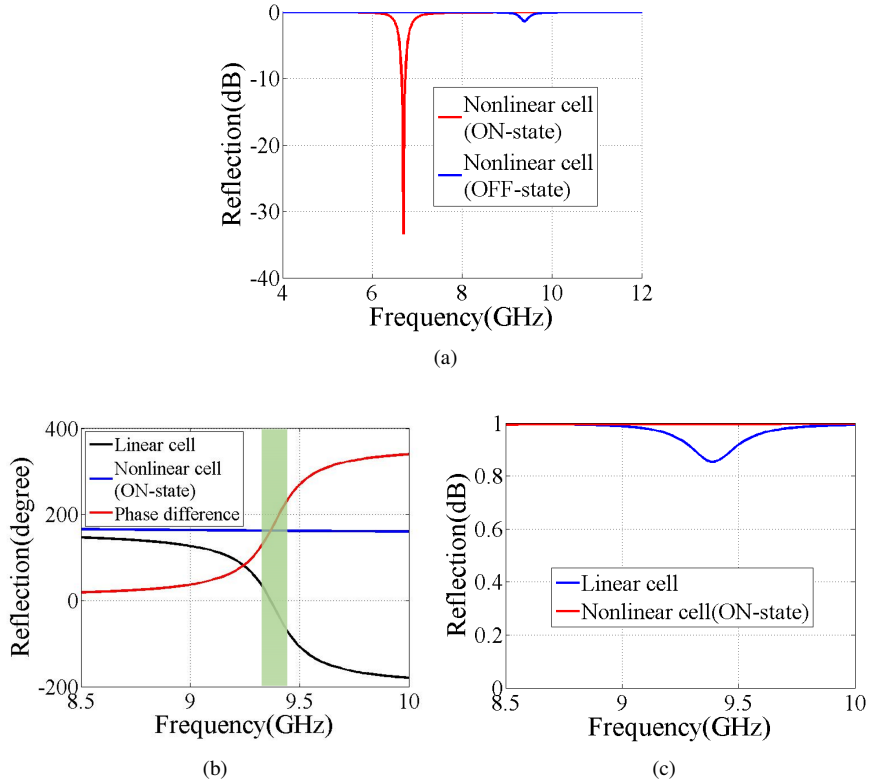 0
-10
-20
-30
-40
Reflection(dB)
Nonlinear cell
(ON-state)
Nonlinear cell
(OFF-state)
4
6
8
10
12
Frequency(GHz)
(a)
400
200
0
-200
Reflection(degree)
Linear cell
Nonlinear cell
(ON-state)
Phase difference
8.5
9
9.5
10
Frequency(GHz)
(b)
1
0.8
0.6
0.4
0.2
0
Reflection(dB)
Linear cell
Nonlinear cell(ON-state)
8.5
9
9.5
10
Frequency(GHz)
(c)